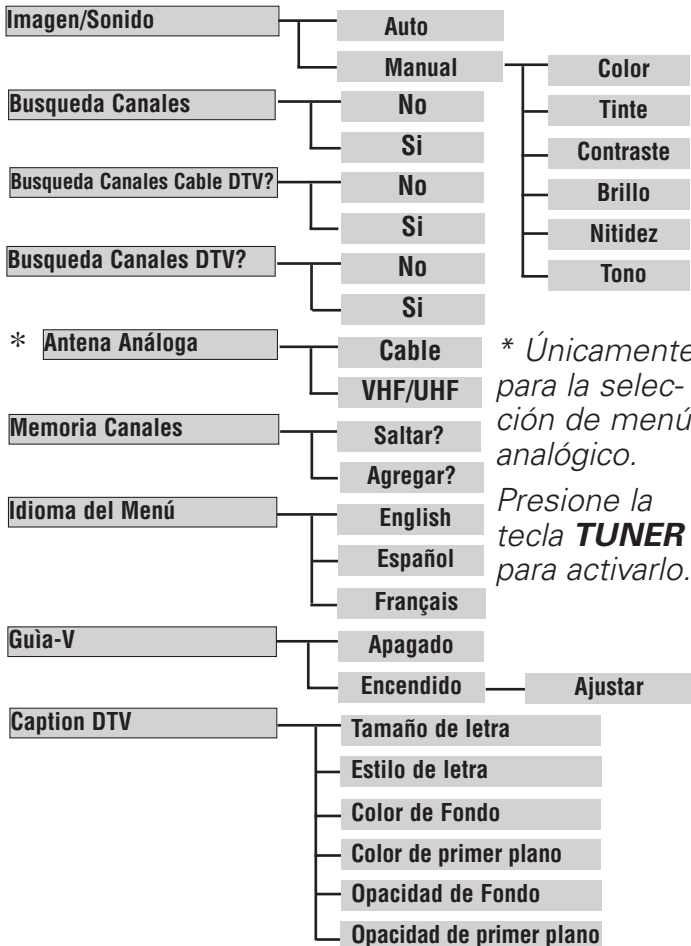 Imagen/Sonido
Auto
Manual
Color
Tinte
Contraste
Brillo
Nitidez
Tono
Busqueda Canales
No
Si
Busqueda Canales Cable DTV?
No
Si
Busqueda Canales DTV?
No
Si
* Antena Análoga
Cable
VHF/UHF
* Únicamente
para la selec-
ción de menú
analógico.
Presione la
tecla TUNER
para activarlo.
Memoria Canales
Saltar?
Agregar?
Idioma del Menú
English
Español
Français
Guìa-V
Apagado
Encendido
Ajustar
Caption DTV
Tamaño de letra
Estilo de letra
Color de Fondo
Color de primer plano
Opacidad de Fondo
Opacidad de primer plano